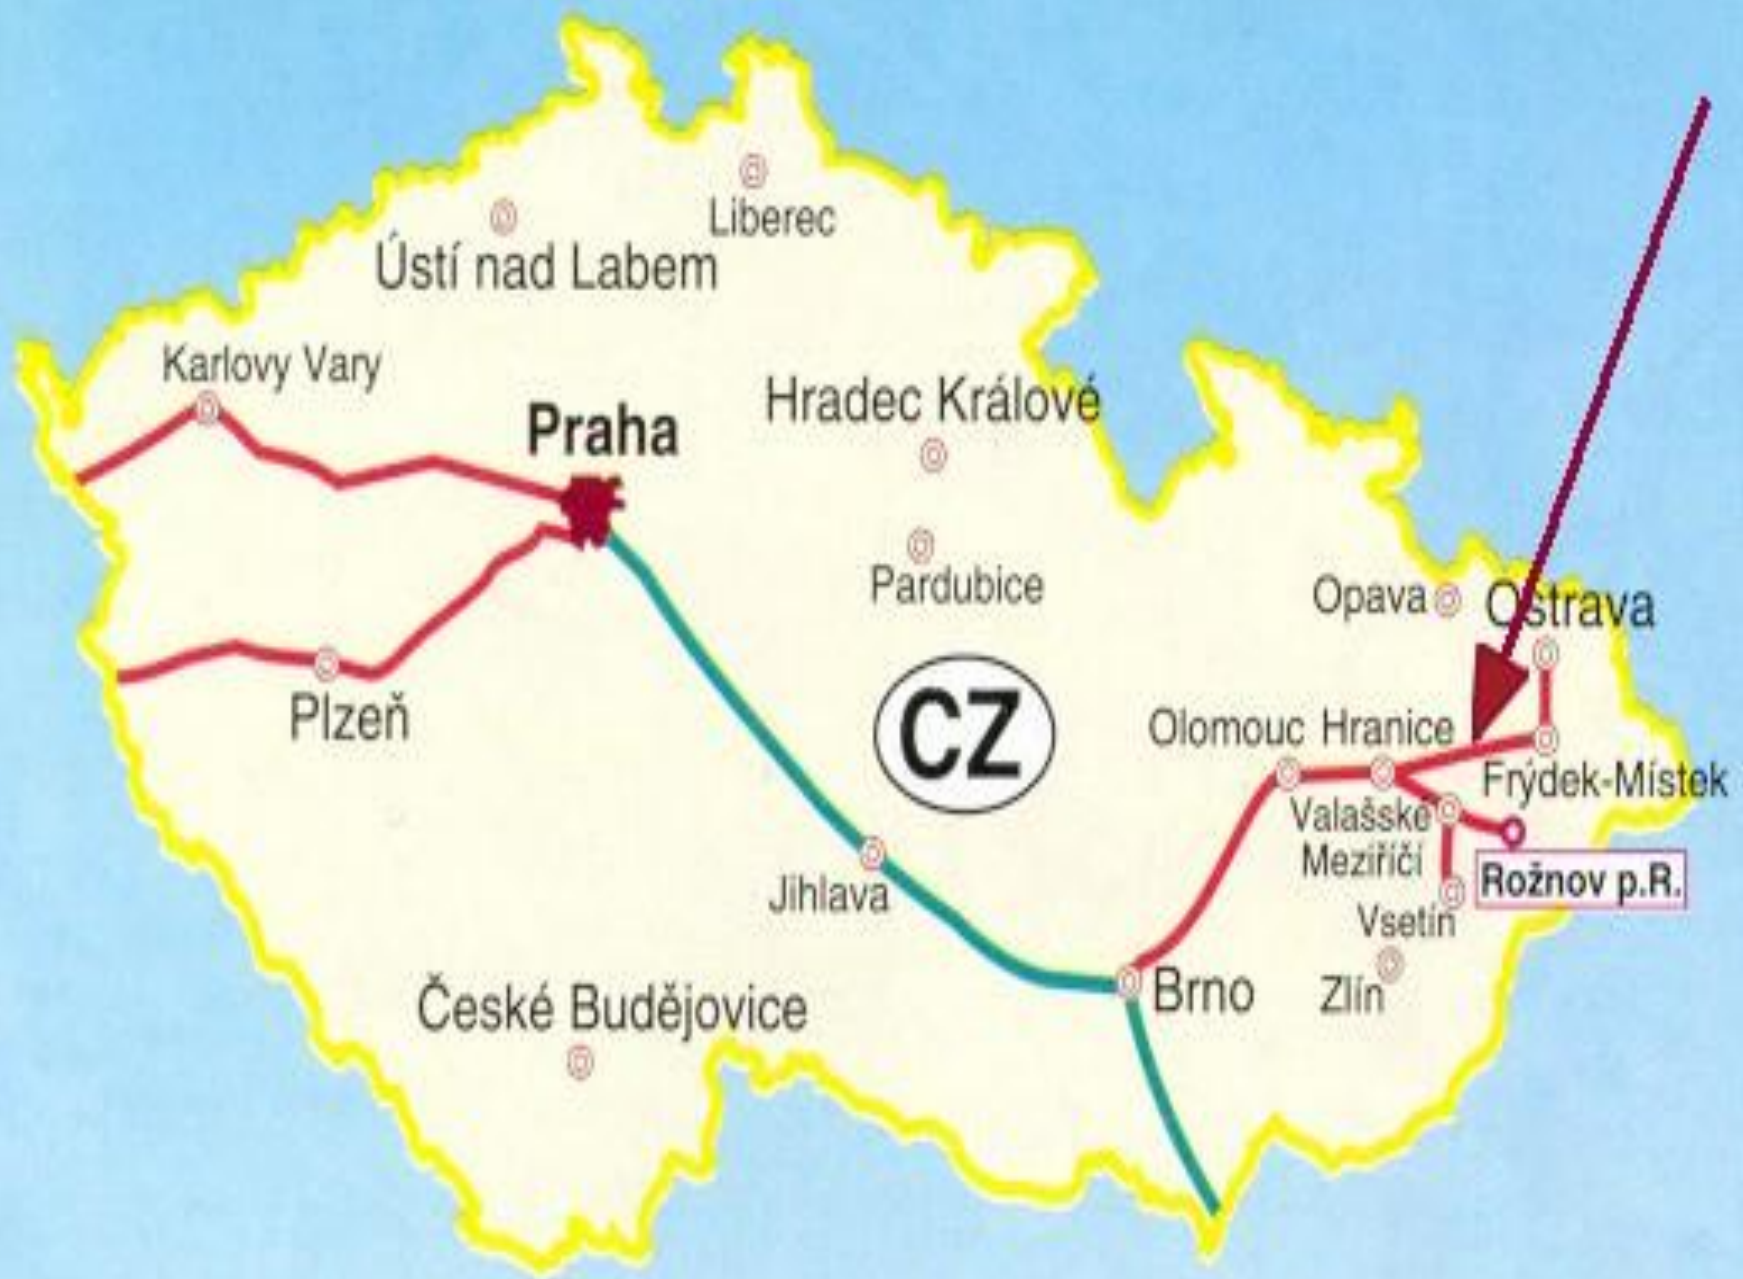 Liberec
Ústí nad Labem
Karlovy Vary
Hradec Králové
Praha
Pardubice
Opava
Ostrava
CZ
Plzeň
Olomouc
Hranice
Frýdek-Místek
Valašské
Meziříčí
Rožnov p.R.
Jihlava
Vsetín
Brno
Zlín
České Budějovice